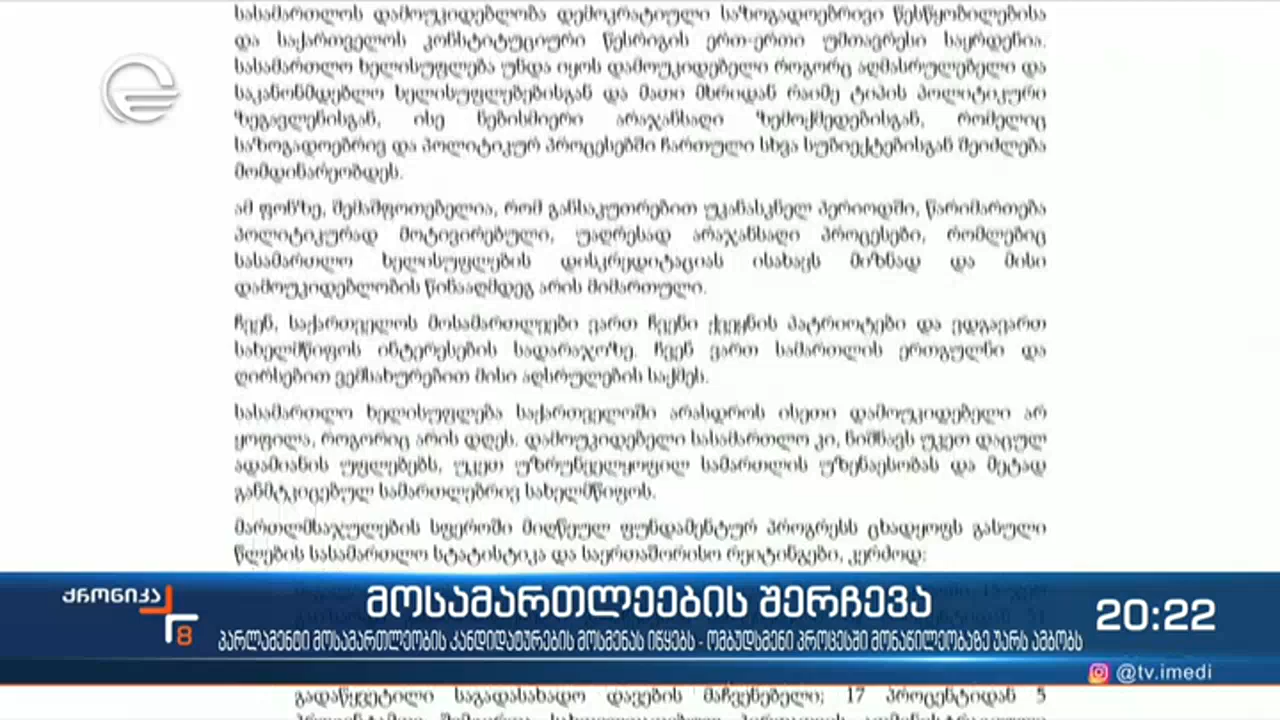 სასამართლოს დამოუკიდებლობა დემოკრატიული საზოგადოებრივი წესწყობილებისა
და საქართველოს კონსტიტუციური წესრიგის ერთ-ერთი უმთავრესი საყრდენია.
სასამართლო ხელისუფლება უნდა იყოს დამოუკიდებელი როგორც აღმასრულებელი და
საკანონმდებლო ხელისუფლებებისგან და მათი მხრიდან რაიმე ტიპის პოლიტიკური
ზეგავლენისგან, ისე ნებისმიერი არაჯანსაღი ზემოქმედებისგან, რომელიც
საზოგადოებრივ და პოლიტიკურ პროცესებში ჩართული სხვა სუბიექტებისგან შეიძლება
მომდინარეობდეს.
ამ ფონზე, შემაშფოთებელია, რომ განსაკუთრებით უკანასკნელ პერიოდში, წარიმართება
პოლიტიკურად მოტივირებული, უაღრესად არაჯანსაღი პროცესები, რომლებიც
სასამართლო ხელისუფლების დისკრედიტაციას ისახავს მიზნად და მისი
დამოუკიდებლობის წინააღმდეგ არის მიმართული.
ჩვენ, საქართველოს მოსამართლეები ვართ ჩვენი ქვეყნის პატრიოტები და ვდგავართ
სახელმწიფოს ინტერესების სადარაჯოზე. ჩვენ ვართ სამართლის ერთგულნი და
ღირსებით ვემსახურებით მისი აღსრულების საქმეს.
სასამართლო ხელისუფლება საქართველოში არასდროს ისეთი დამოუკიდებელი არ
ყოფილა, როგორიც არის დღეს. დამოუკიდებელი სასამართლო კი, ნიშნავს უკეთ დაცულ
ადამიანის უფლებებს, უკეთ უზრუნველყოფილ სამართლის უზენაესობას და მეტად
განმტკიცებულ სამართლებრივ სახელმწიფოს.
მართლმსაჯულების სფეროში მიღწეულ ფუნდამენტურ პროგრესს ცხადყოფს გასული
წლების სასამართლო სტატისტიკა და საერთაშორისო რეიტინგები, კერძოდ:
ქრონიკა
8
მოსამართლეების შერჩევა
20:22
პარლამენტი მოსამართლეობის კანდიდატურების მოსმენას იწყებს - ომბუდსმენი პროცესში მონაწილეობაზე უარს ამბობს
@tv.imedi
გადაწყვეტილი საგადასახადო დავების მაჩვენებელი; 17 პროცენტიდან 5